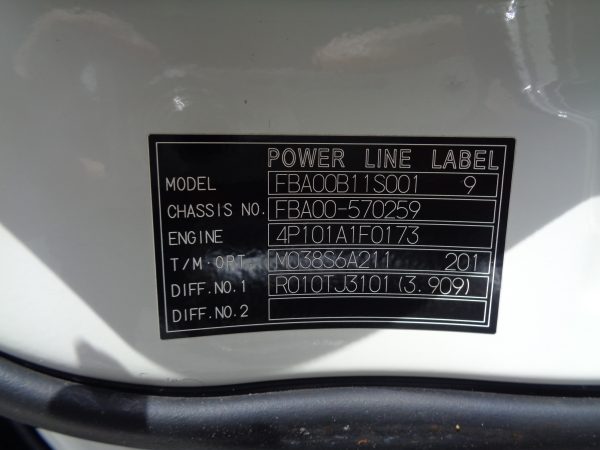 POWER LINE LABEL
MODEL FBA00B11S001 9
CHASSIS NO. FBA00-570259
ENGINE 4P101A1F0173
T/M·OPT. M038S6A211 201
DIFF.NO.1 R010TJ3101(3.909)
DIFF.NO.2